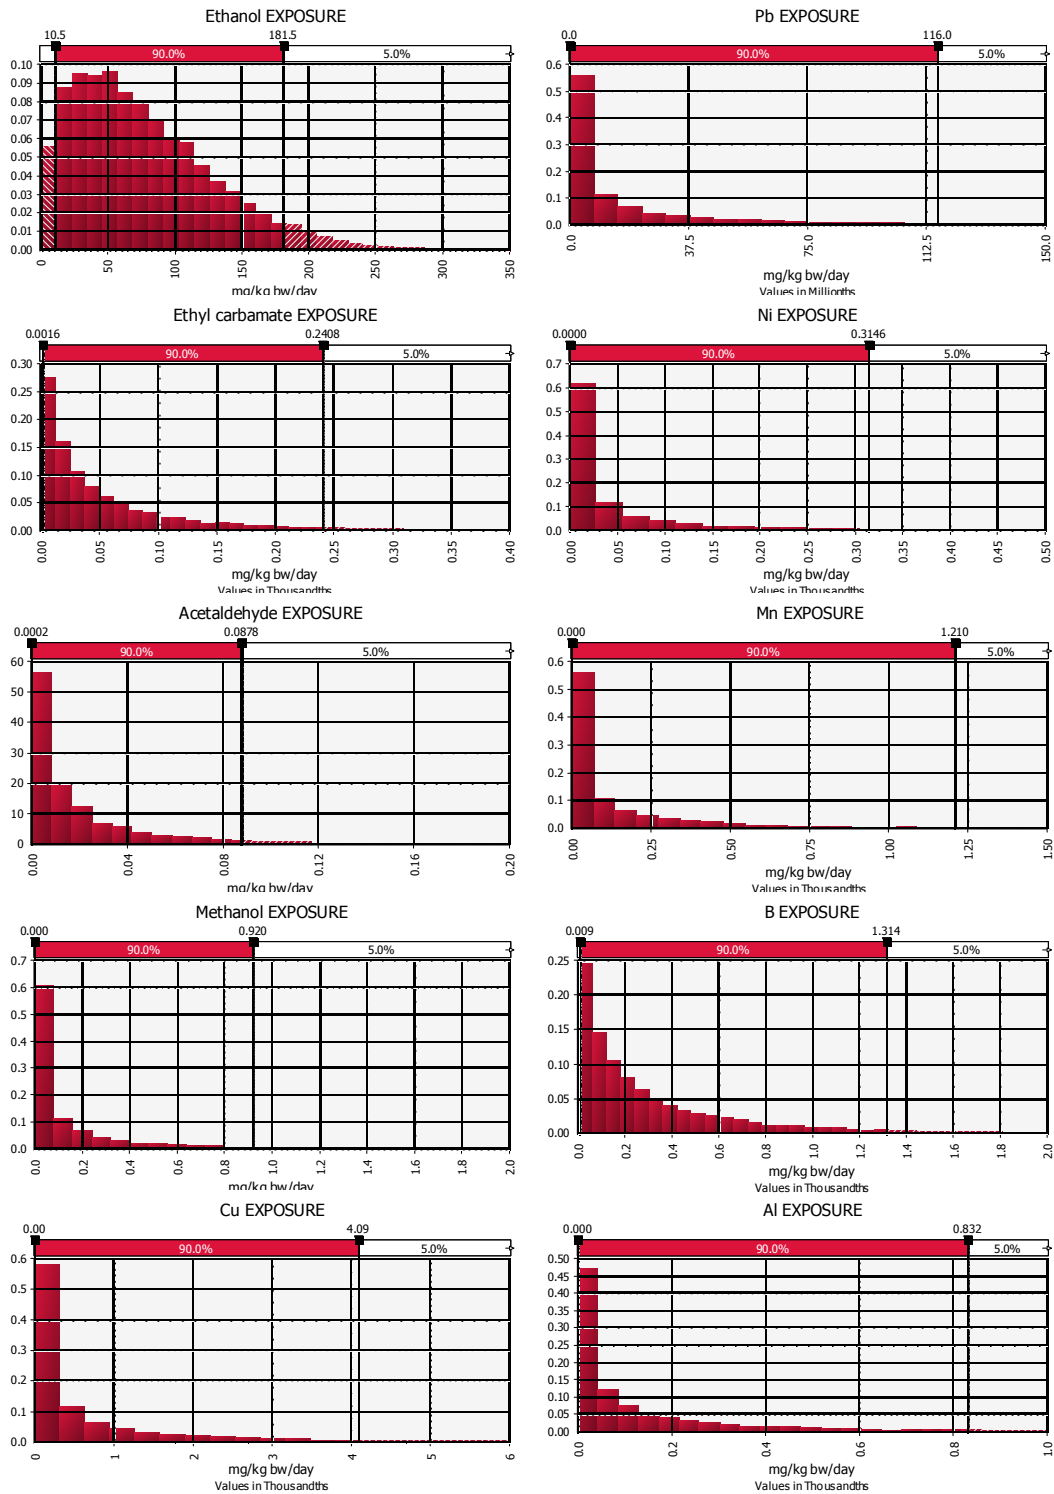 Ethanol EXPOSURE
10.5 181.5
90.0% 5.0%
0.10
0.09
0.08
0.07
0.06
0.05
0.04
0.03
0.02
0.01
0.00
0 50 100 150 200 250 300 350
mg/kg bw/day
Pb EXPOSURE
0.0 116.0
90.0% 5.0%
0.6
0.5
0.4
0.3
0.2
0.1
0.0
0.0 37.5 75.0 112.5 150.0
mg/kg bw/day
Values in Millionths
Ethyl carbamate EXPOSURE
0.0016 0.2408
90.0% 5.0%
0.30
0.25
0.20
0.15
0.10
0.05
0.00
0.00 0.05 0.10 0.15 0.20 0.25 0.30 0.35 0.40
mg/kg bw/day
Values in Thousandths
Ni EXPOSURE
0.0000 0.3146
90.0% 5.0%
0.7
0.6
0.5
0.4
0.3
0.2
0.1
0.0
0.00 0.05 0.10 0.15 0.20 0.25 0.30 0.35 0.40 0.45 0.50
mg/kg bw/day
Values in Thousandths
Acetaldehyde EXPOSURE
0.0002 0.0878
90.0% 5.0%
60
50
40
30
20
10
0
0.00 0.04 0.08 0.12 0.16 0.20
mg/kg bw/day
Mn EXPOSURE
0.000 1.210
90.0% 5.0%
0.6
0.5
0.4
0.3
0.2
0.1
0.0
0.00 0.25 0.50 0.75 1.00 1.25 1.50
mg/kg bw/day
Values in Thousandths
Methanol EXPOSURE
0.000 0.920
90.0% 5.0%
0.7
0.6
0.5
0.4
0.3
0.2
0.1
0.0
0.0 0.2 0.4 0.6 0.8 1.0 1.2 1.4 1.6 1.8 2.0
mg/kg bw/day
B EXPOSURE
0.009 1.314
90.0% 5.0%
0.25
0.20
0.15
0.10
0.05
0.00
0.0 0.2 0.4 0.6 0.8 1.0 1.2 1.4 1.6 1.8 2.0
mg/kg bw/day
Values in Thousandths
Cu EXPOSURE
0.00 4.09
90.0% 5.0%
0.6
0.5
0.4
0.3
0.2
0.1
0.0
0 1 2 3 4 5 6
mg/kg bw/day
Values in Thousandths
Al EXPOSURE
0.000 0.832
90.0% 5.0%
0.50
0.45
0.40
0.35
0.30
0.25
0.20
0.15
0.10
0.05
0.00
0.0 0.2 0.4 0.6 0.8 1.0
mg/kg bw/day
Values in Thousandths